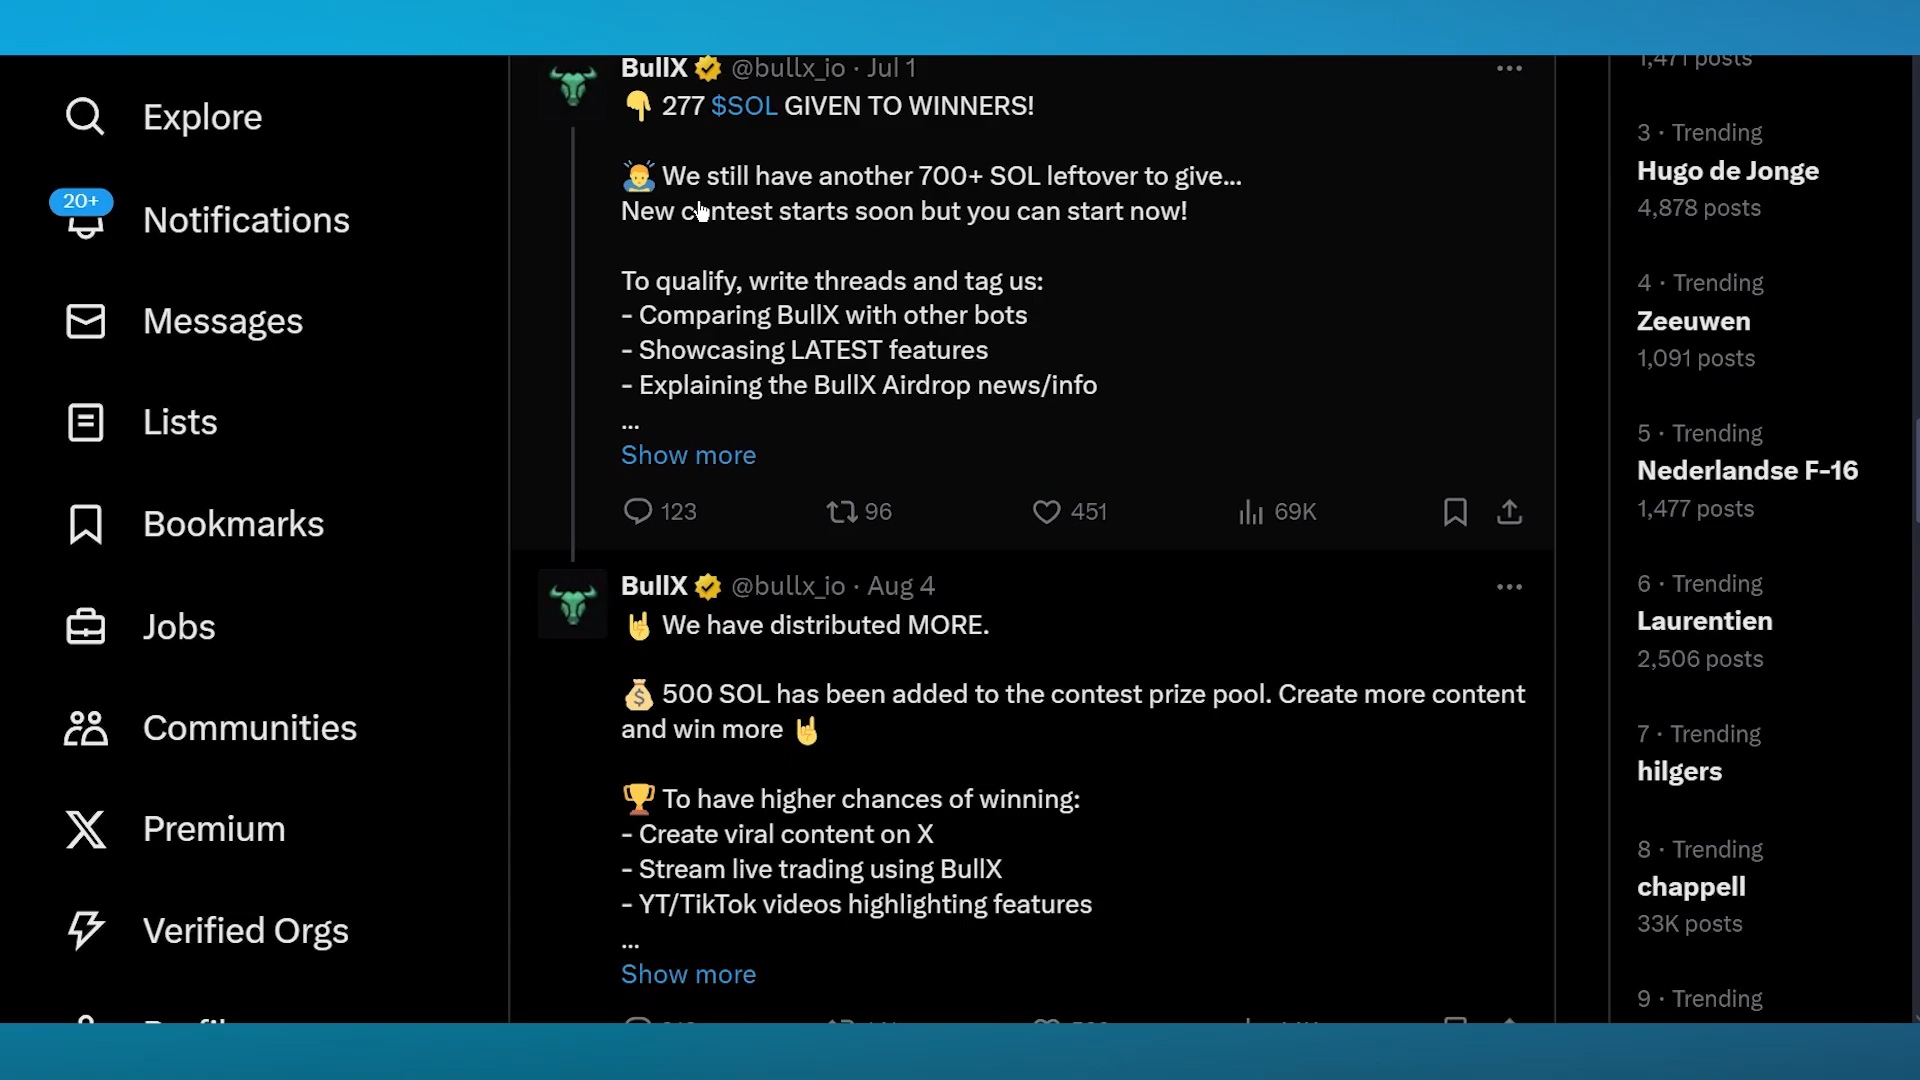 Explore
20+
Notifications
Messages
Lists
Bookmarks
Jobs
Communities
Premium
Verified Orgs
BullX @bullx_io · Jul 1
277 $SOL GIVEN TO WINNERS!
We still have another 700+ SOL leftover to give...
New contest starts soon but you can start now!
To qualify, write threads and tag us:
- Comparing BullX with other bots
- Showcasing LATEST features
- Explaining the BullX Airdrop news/info
...
Show more
123 96 451 69K
BullX @bullx_io · Aug 4
We have distributed MORE.
500 SOL has been added to the contest prize pool. Create more content
and win more
To have higher chances of winning:
- Create viral content on X
- Stream live trading using BullX
- YT/TikTok videos highlighting features
...
Show more
1,471 posts
3 · Trending
Hugo de Jonge
4,878 posts
4 · Trending
Zeeuwen
1,091 posts
5 · Trending
Nederlandse F-16
1,477 posts
6 · Trending
Laurentien
2,506 posts
7 · Trending
hilgers
8 · Trending
chappell
33K posts
9 · Trending